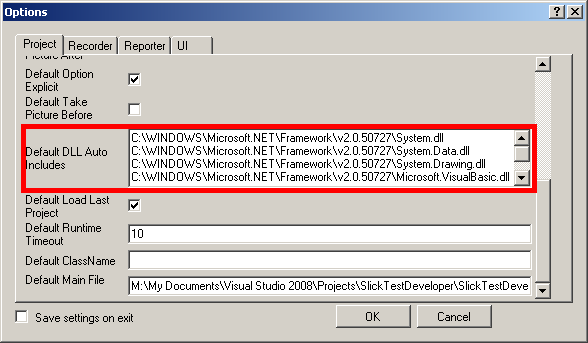 Options
Project Recorder Reporter UI
Picture After
Default Option
Explicit
Default Take
Picture Before
Default DLL Auto
Includes
C:\WINDOWS\Microsoft.NET\Framework\v2.0.50727\System.dll
C:\WINDOWS\Microsoft.NET\Framework\v2.0.50727\System.Data.dll
C:\WINDOWS\Microsoft.NET\Framework\v2.0.50727\System.Drawing.dll
C:\WINDOWS\Microsoft.NET\Framework\v2.0.50727\Microsoft.VisualBasic.dll
Default Load Last
Project
Default Runtime
Timeout
10
Default ClassName
Default Main File
M:\My Documents\Visual Studio 2008\Projects\SlickTestDeveloper\SlickTestDeve
Save settings on exit
OK
Cancel